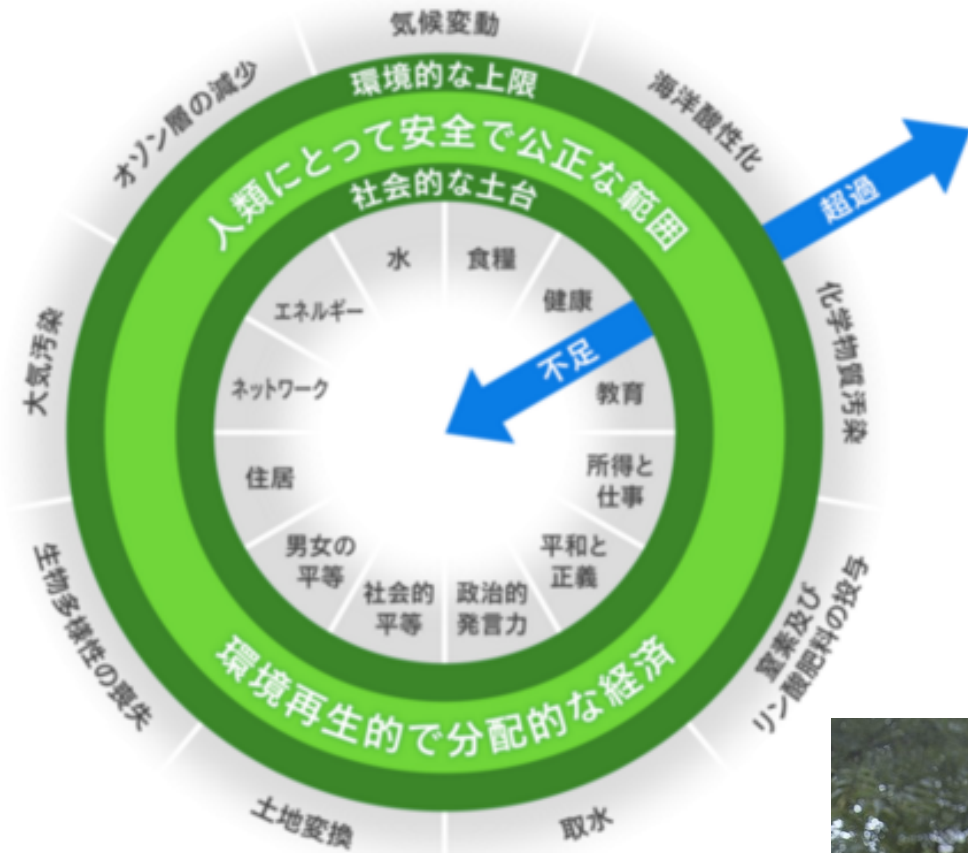 気候変動
海洋酸性化
化学物質汚染
窒素及び
リン酸肥料の投与
取水
土地変換
生物多様性の喪失
大気汚染
オゾン層の減少
環境的な上限
人類にとって安全で公正な範囲
社会的な土台
超過
不足
水
食糧
健康
教育
所得と
仕事
平和と
正義
政治的
発言力
社会的
平等
男女の
平等
住居
ネットワーク
エネルギー
環境再生的で分配的な経済